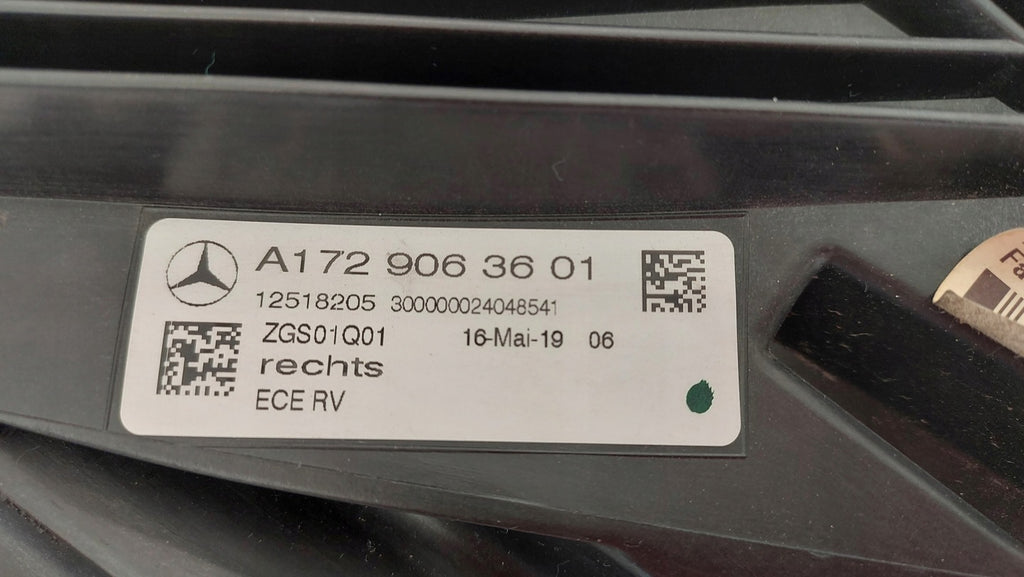 A172 906 36 01
12518205 300000024048541
ZGS01Q01 16-Mai-19 06
rechts
ECE RV